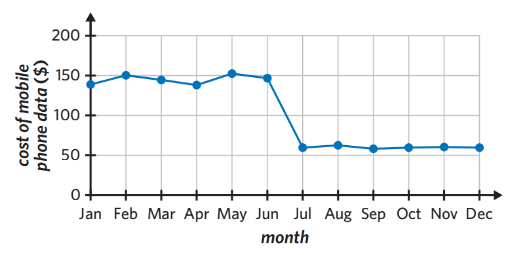 200
150
100
50
0
cost of mobile
phone data ($)
Jan Feb Mar Apr May Jun Jul Aug Sep Oct Nov Dec
month